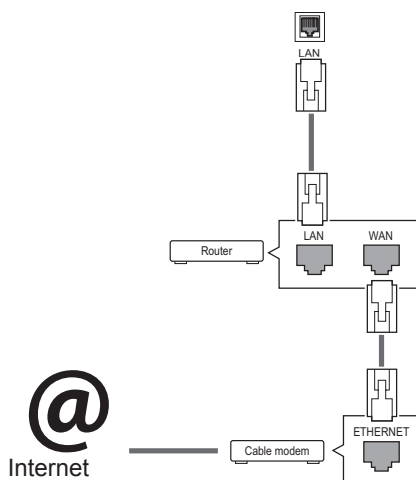 LAN
LAN
WAN
Router
ETHERNET
Cable modem
@
Internet